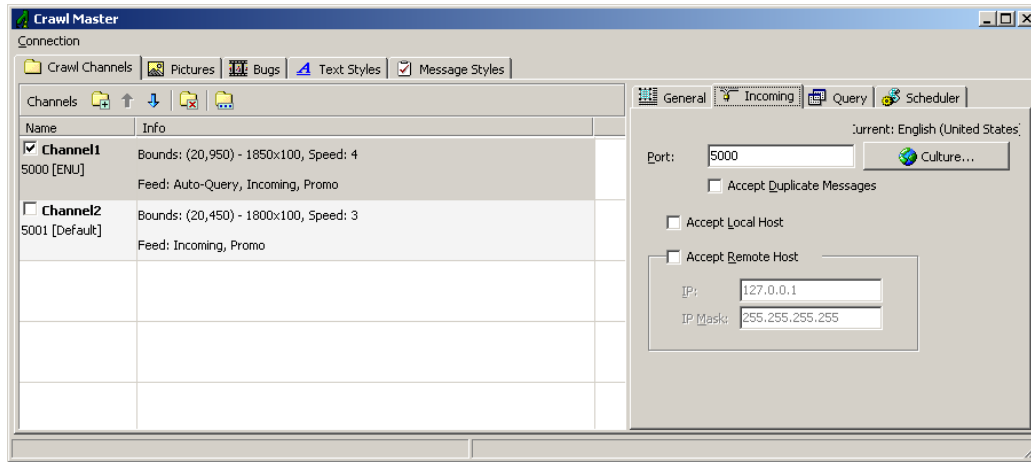 Crawl Master
Connection
Crawl Channels Pictures Bugs A Text Styles Message Styles
Channels
General Incoming Query Scheduler
Name Info
Channel1
5000 [ENU]
Bounds: (20,950) - 1850x100, Speed: 4
Feed: Auto-Query, Incoming, Promo
Channel2
5001 [Default]
Bounds: (20,450) - 1800x100, Speed: 3
Feed: Incoming, Promo
Current: English (United States)
Port: 5000 Culture...
Accept Duplicate Messages
Accept Local Host
Accept Remote Host
IP: 127.0.0.1
IP Mask: 255.255.255.255